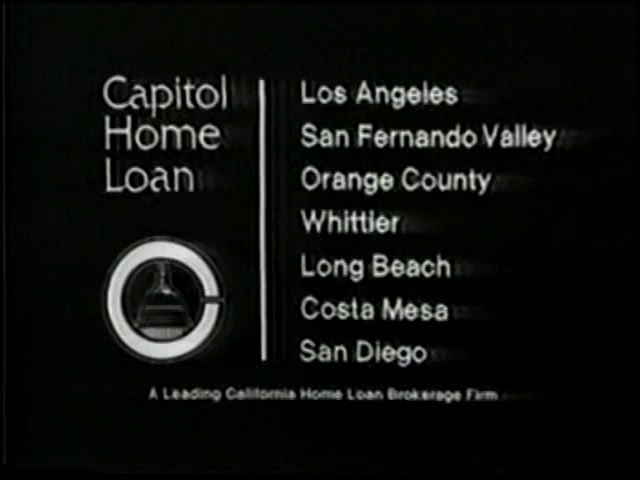 Capitol
Home
Loan
Los Angeles
San Fernando Valley
Orange County
Whittier
Long Beach
Costa Mesa
San Diego
A Leading California Home Loan Brokerage Firm